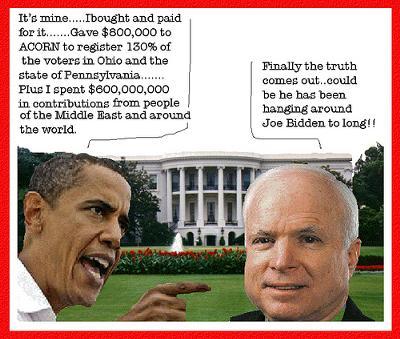 It's mine.....Ibought and paid
for it.......Gave $800,000 to
ACORN to register 130% of
the voters in Ohio and the
state of Pennsylvania.......
Plus I spent $600,000,000
in contributions from people
of the Middle East and around
the world.
Finally the truth
comes out..could
be he has been
hanging around
Joe Bidden to long!!